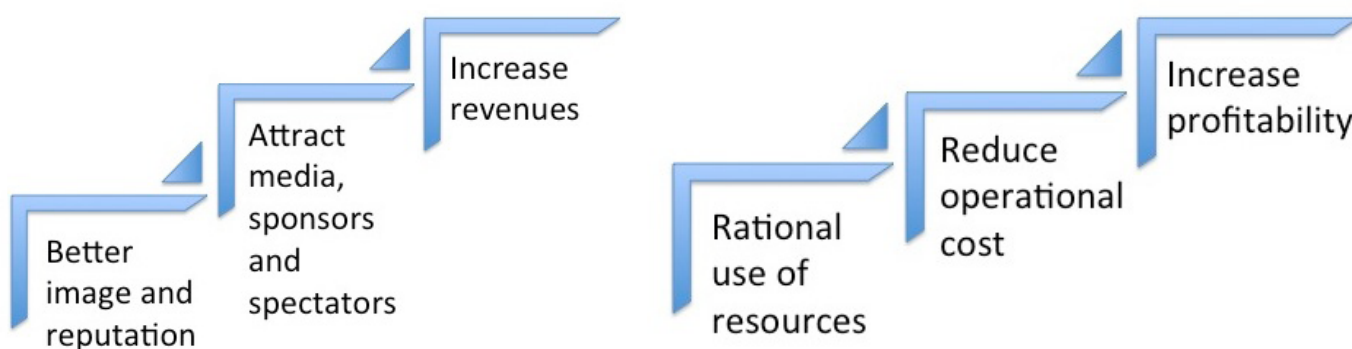 Better
image and
reputation
Attract
media,
sponsors
and
spectators
Increase
revenues
Rational
use of
resources
Reduce
operational
cost
Increase
profitability